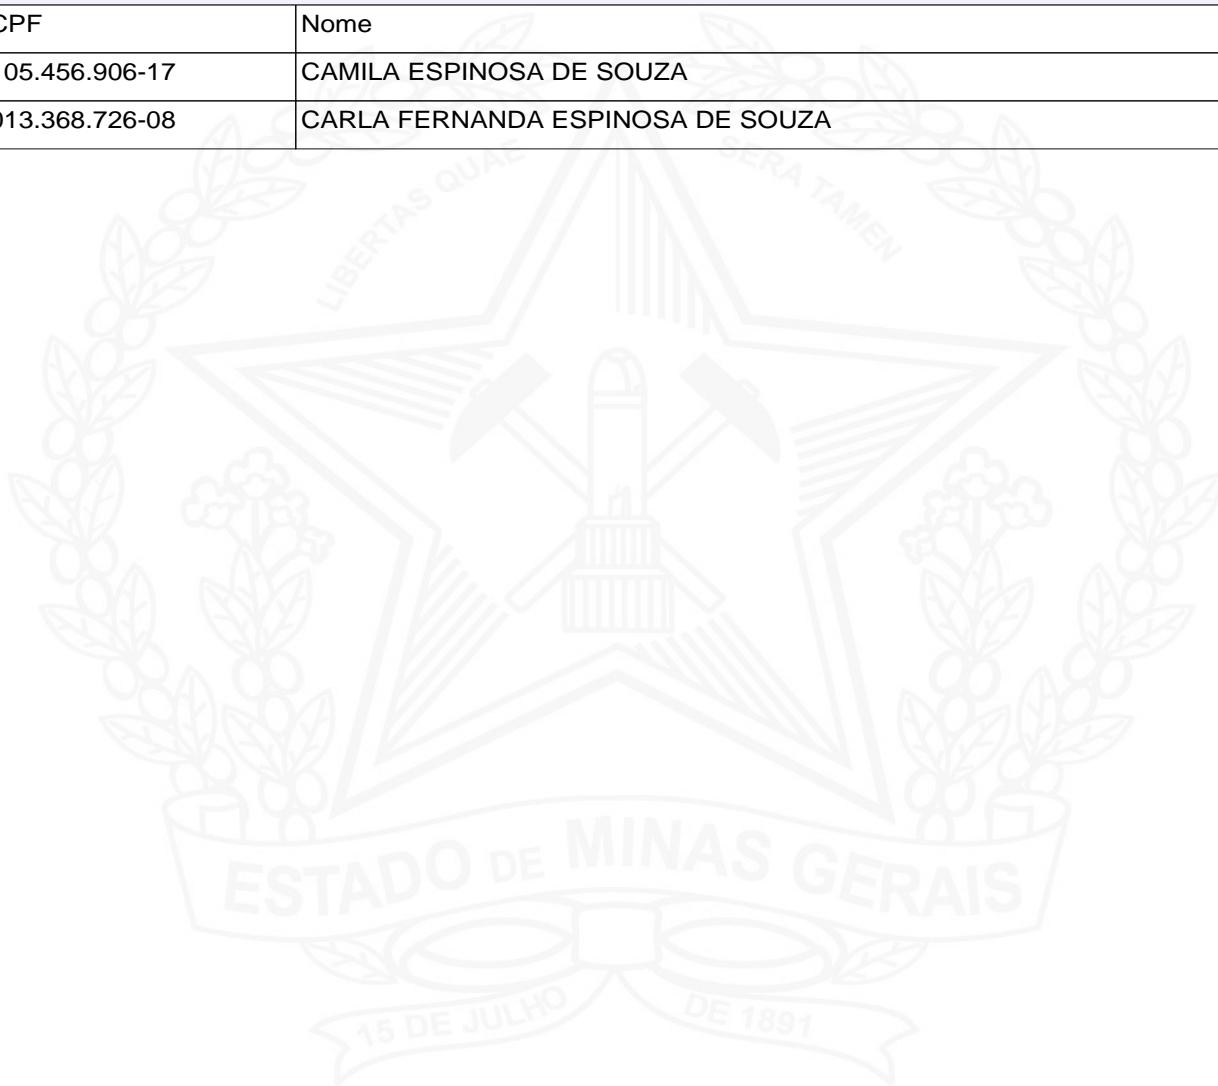 CPF Nome
05.456.906-17 CAMILA ESPINOSA DE SOUZA
013.368.726-08 CARLA FERNANDA ESPINOSA DE SOUZA
LIBERTAS QUAE SERA TAMEN
ESTADO DE MINAS GERAIS
15 DE JULHO DE 1891